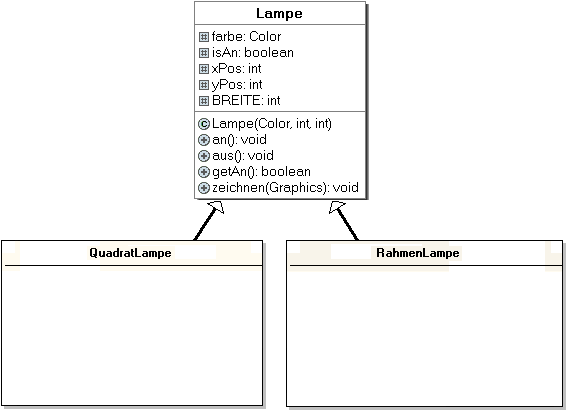 Lampe
farbe: Color
isAn: boolean
xPos: int
yPos: int
BREITE: int
C Lampe(Color, int, int)
an(): void
aus(): void
getAn(): boolean
zeichnen(Graphics): void
QuadratLampe
RahmenLampe